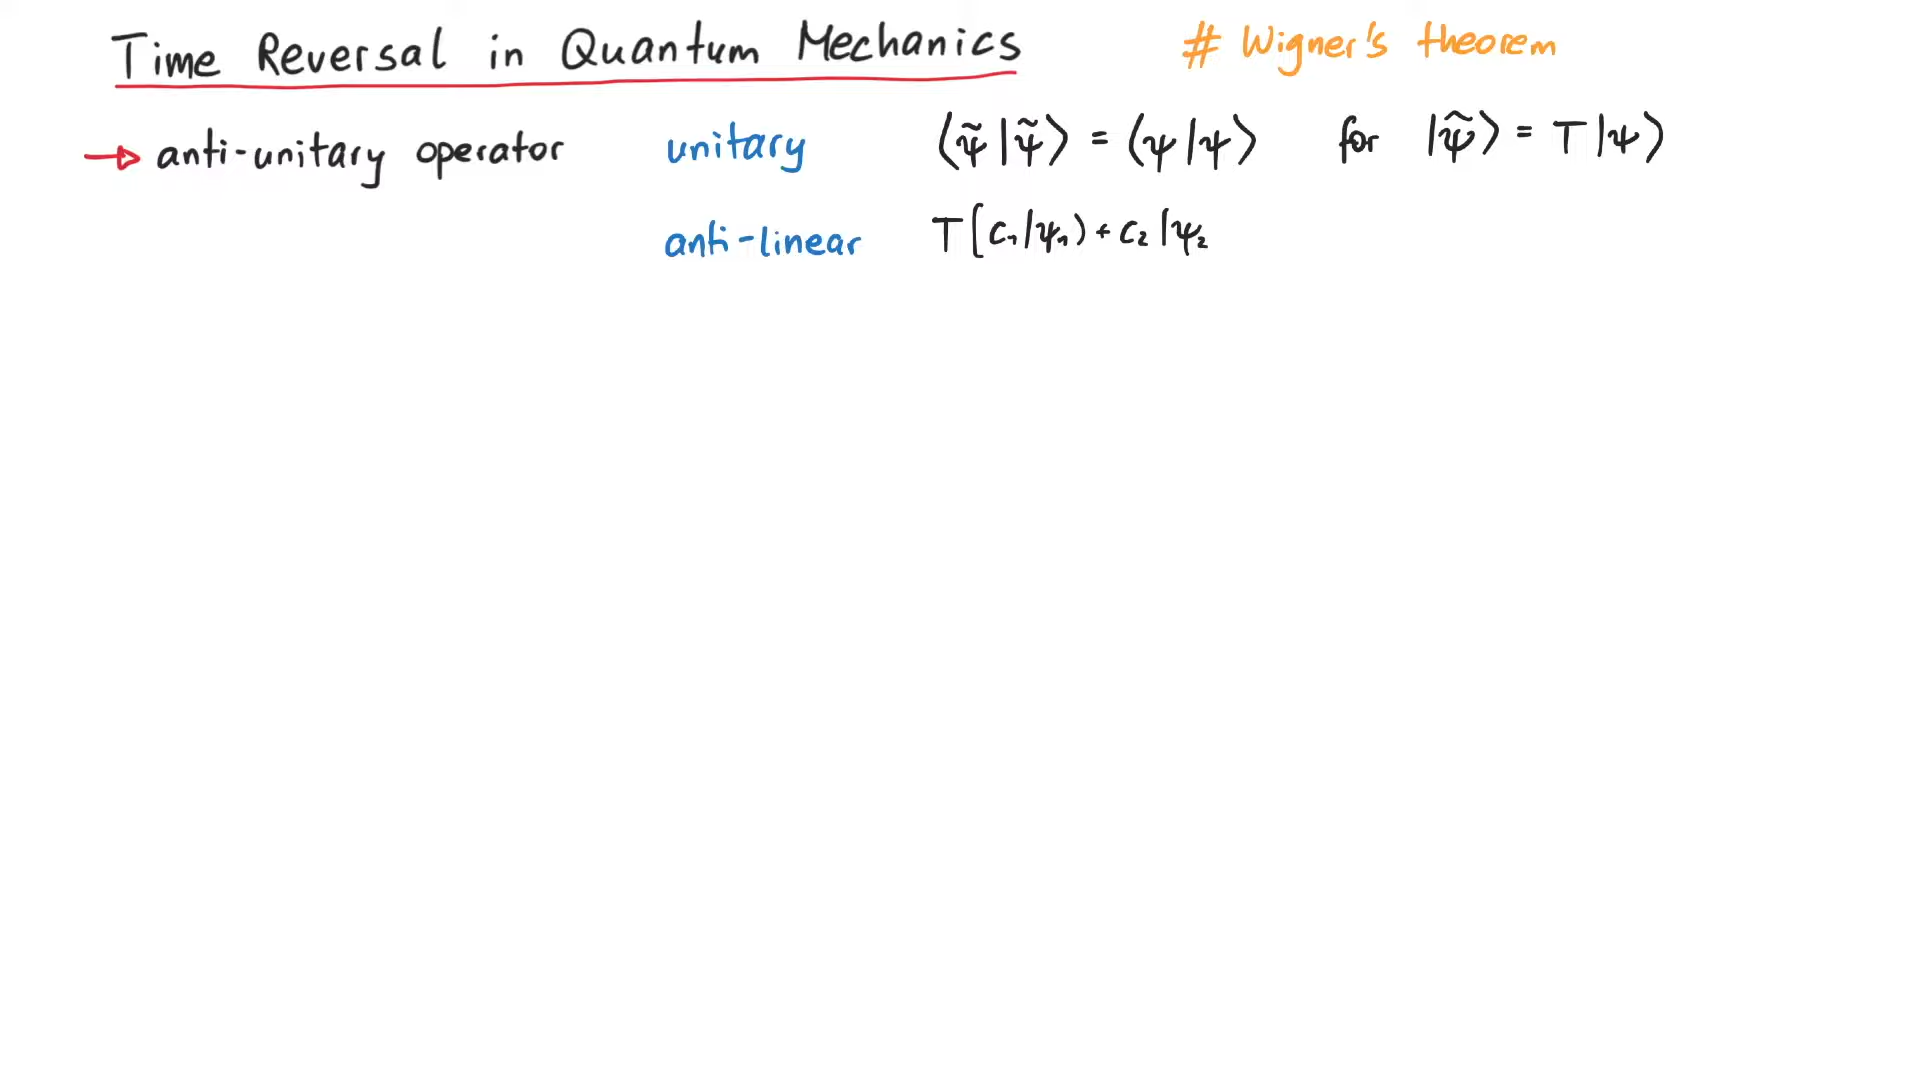 Time Reversal in Quantum Mechanics # Wigner's theorem
→ anti-unitary operator unitary ⟨ψ̃|ψ̃⟩ = ⟨ψ|ψ⟩ for |ψ̃⟩ = T|ψ⟩
anti-linear T[c₁|ψ₁⟩ + c₂|ψ₂